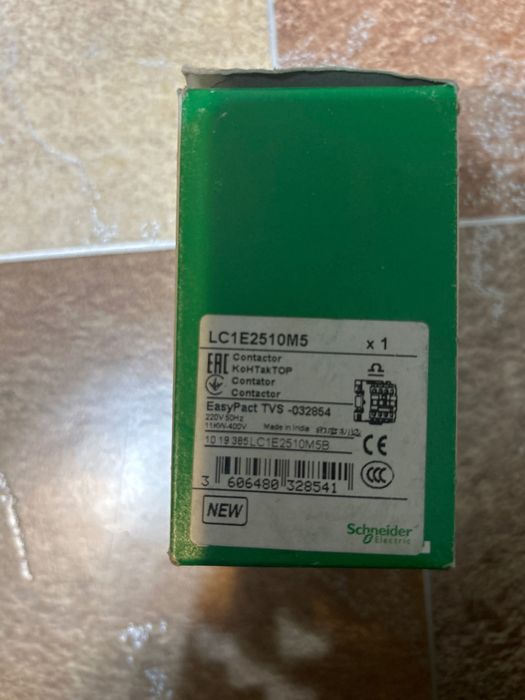 LC1E2510M5 x 1
EAC Contactor
КонТакТОР
Contator
Contactor
EasyPact TVS -032854
220V 50Hz
11KW-400V Made in India
10 19 385 LC1E2510M5B CE
3 606480 328541 CCC
NEW
Schneider
Electric